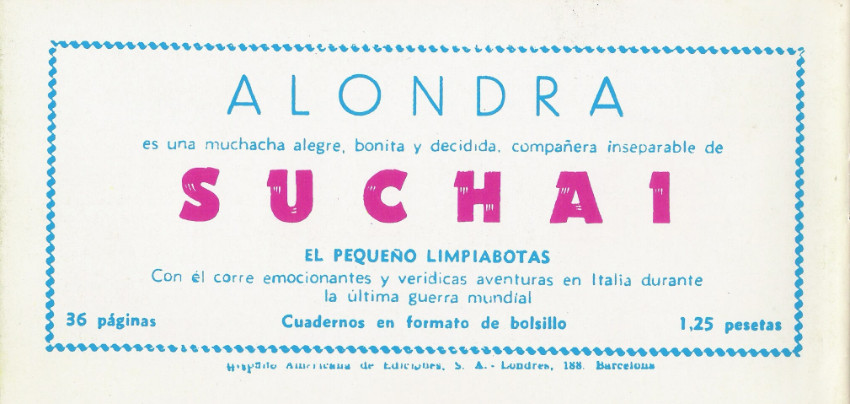 ALONDRA
es una muchacha alegre, bonita y decidida, compañera inseparable de
SUCHAI
EL PEQUEÑO LIMPIABOTAS
Con él corre emocionantes y veridicas aventuras en Italia durante
la última guerra mundial
36 páginas Cuadernos en formato de bolsillo 1,25 pesetas
Hispano Americana de Ediciones, S. A. - Londres, 188. Barcelona